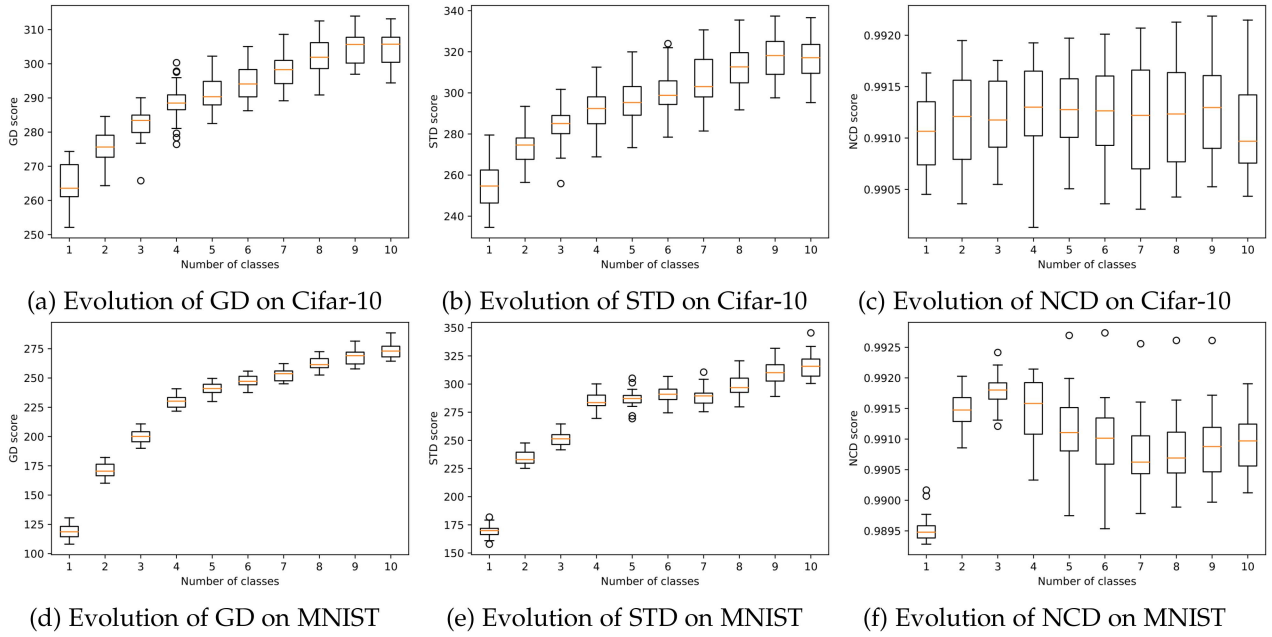 310
300
290
280
270
260
250
GD score
1 2 3 4 5 6 7 8 9 10
Number of classes
(a) Evolution of GD on Cifar-10
340
320
300
280
260
240
STD score
1 2 3 4 5 6 7 8 9 10
Number of classes
(b) Evolution of STD on Cifar-10
0.9920
0.9915
0.9910
0.9905
NCD score
1 2 3 4 5 6 7 8 9 10
Number of classes
(c) Evolution of NCD on Cifar-10
275
250
225
200
175
150
125
100
GD score
1 2 3 4 5 6 7 8 9 10
Number of classes
(d) Evolution of GD on MNIST
350
325
300
275
250
225
200
175
150
STD score
1 2 3 4 5 6 7 8 9 10
Number of classes
(e) Evolution of STD on MNIST
0.9925
0.9920
0.9915
0.9910
0.9905
0.9900
0.9895
NCD score
1 2 3 4 5 6 7 8 9 10
Number of classes
(f) Evolution of NCD on MNIST